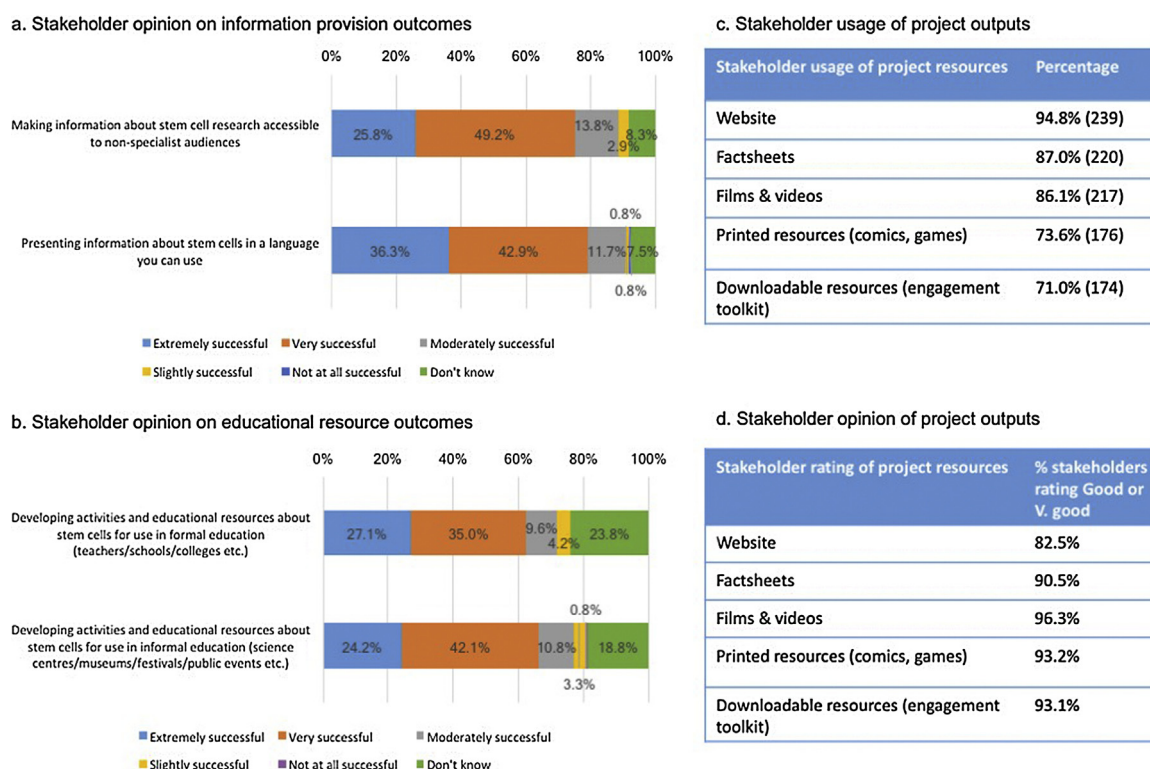 a. Stakeholder opinion on information provision outcomes
0% 20% 40% 60% 80% 100%
Making information about stem cell research accessible
to non-specialist audiences
25.8% 49.2% 13.8% 2.9% 8.3%
0.8%
Presenting information about stem cells in a language
you can use
36.3% 42.9% 11.7% 7.5%
0.8%
Extremely successful Very successful Moderately successful
Slightly successful Not at all successful Don't know
b. Stakeholder opinion on educational resource outcomes
0% 20% 40% 60% 80% 100%
Developing activities and educational resources about
stem cells for use in formal education
(teachers/schools/colleges etc.)
27.1% 35.0% 9.6% 4.2% 23.8%
0.8%
Developing activities and educational resources about
stem cells for use in informal education (science
centres/museums/festivals/public events etc.)
24.2% 42.1% 10.8% 18.8%
3.3%
Extremely successful Very successful Moderately successful
Slightly successful Not at all successful Don't know
c. Stakeholder usage of project outputs
Stakeholder usage of project resources Percentage
Website 94.8% (239)
Factsheets 87.0% (220)
Films & videos 86.1% (217)
Printed resources (comics, games) 73.6% (176)
Downloadable resources (engagement 71.0% (174)
toolkit)
d. Stakeholder opinion of project outputs
Stakeholder rating of project resources % stakeholders
rating Good or
V. good
Website 82.5%
Factsheets 90.5%
Films & videos 96.3%
Printed resources (comics, games) 93.2%
Downloadable resources (engagement 93.1%
toolkit)